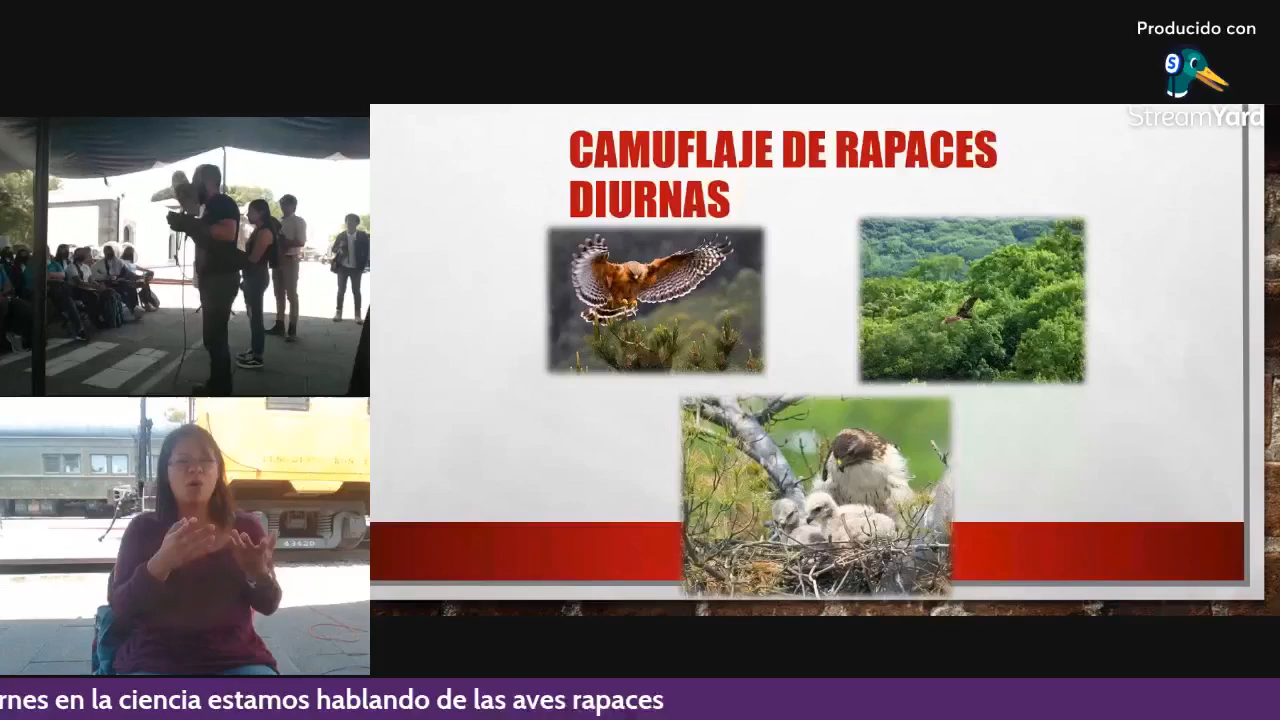 Producido con
StreamYard
CAMUFLAJE DE RAPACES
DIURNAS
rnes en la ciencia estamos hablando de las aves rapaces